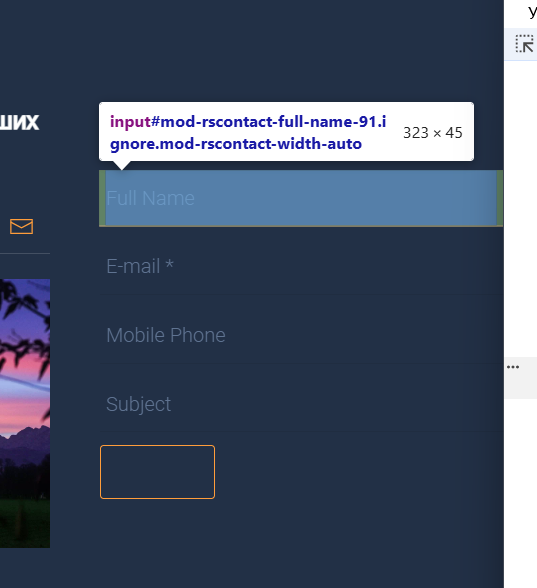 input#mod-rscontact-full-name-91.i
gnore.mod-rscontact-width-auto
323 × 45
Full Name
E-mail *
Mobile Phone
Subject